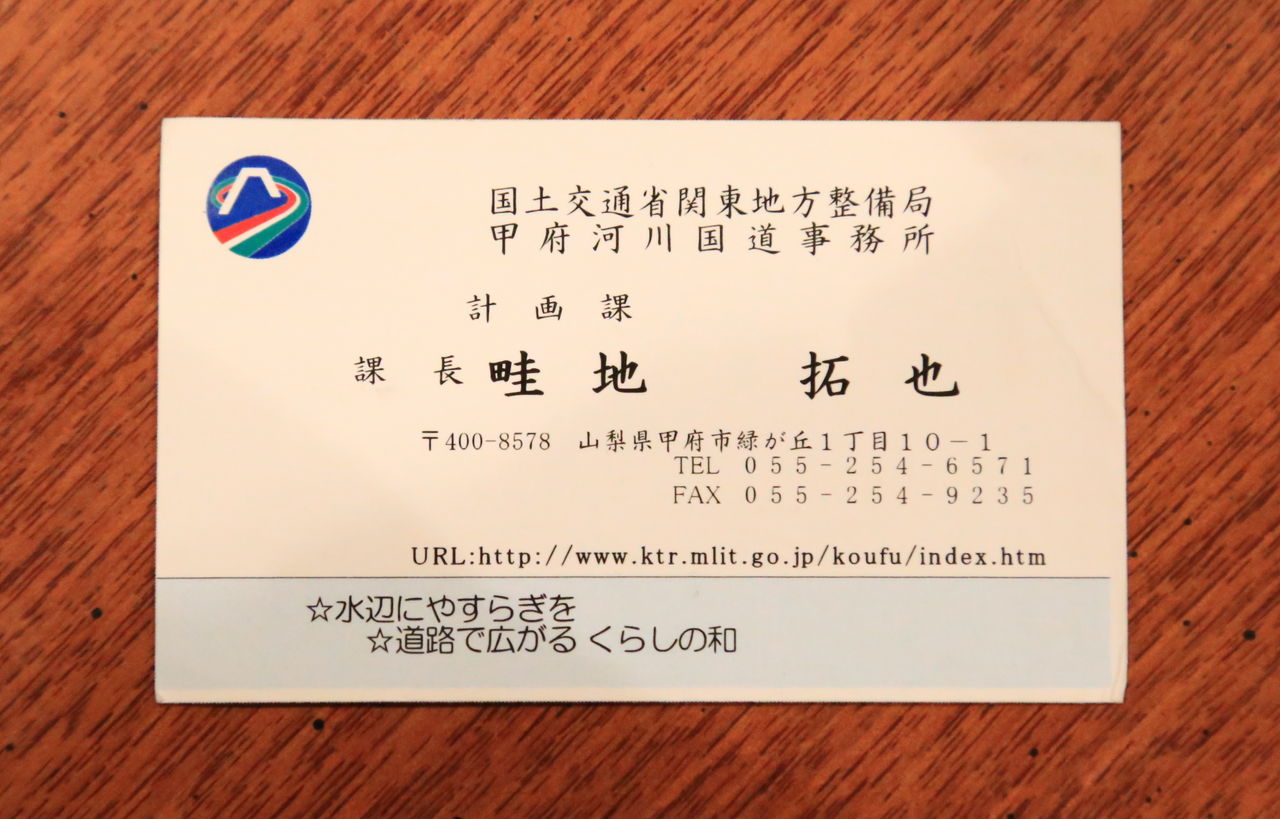 国土交通省関東地方整備局
甲府河川国道事務所
計画課
課長 畦地 拓也
〒400-8578 山梨県甲府市緑が丘1丁目10-1
TEL 055-254-6571
FAX 055-254-9235
URL:http://www.ktr.mlit.go.jp/koufu/index.htm
☆水辺にやすらぎを
☆道路で広がる くらしの和